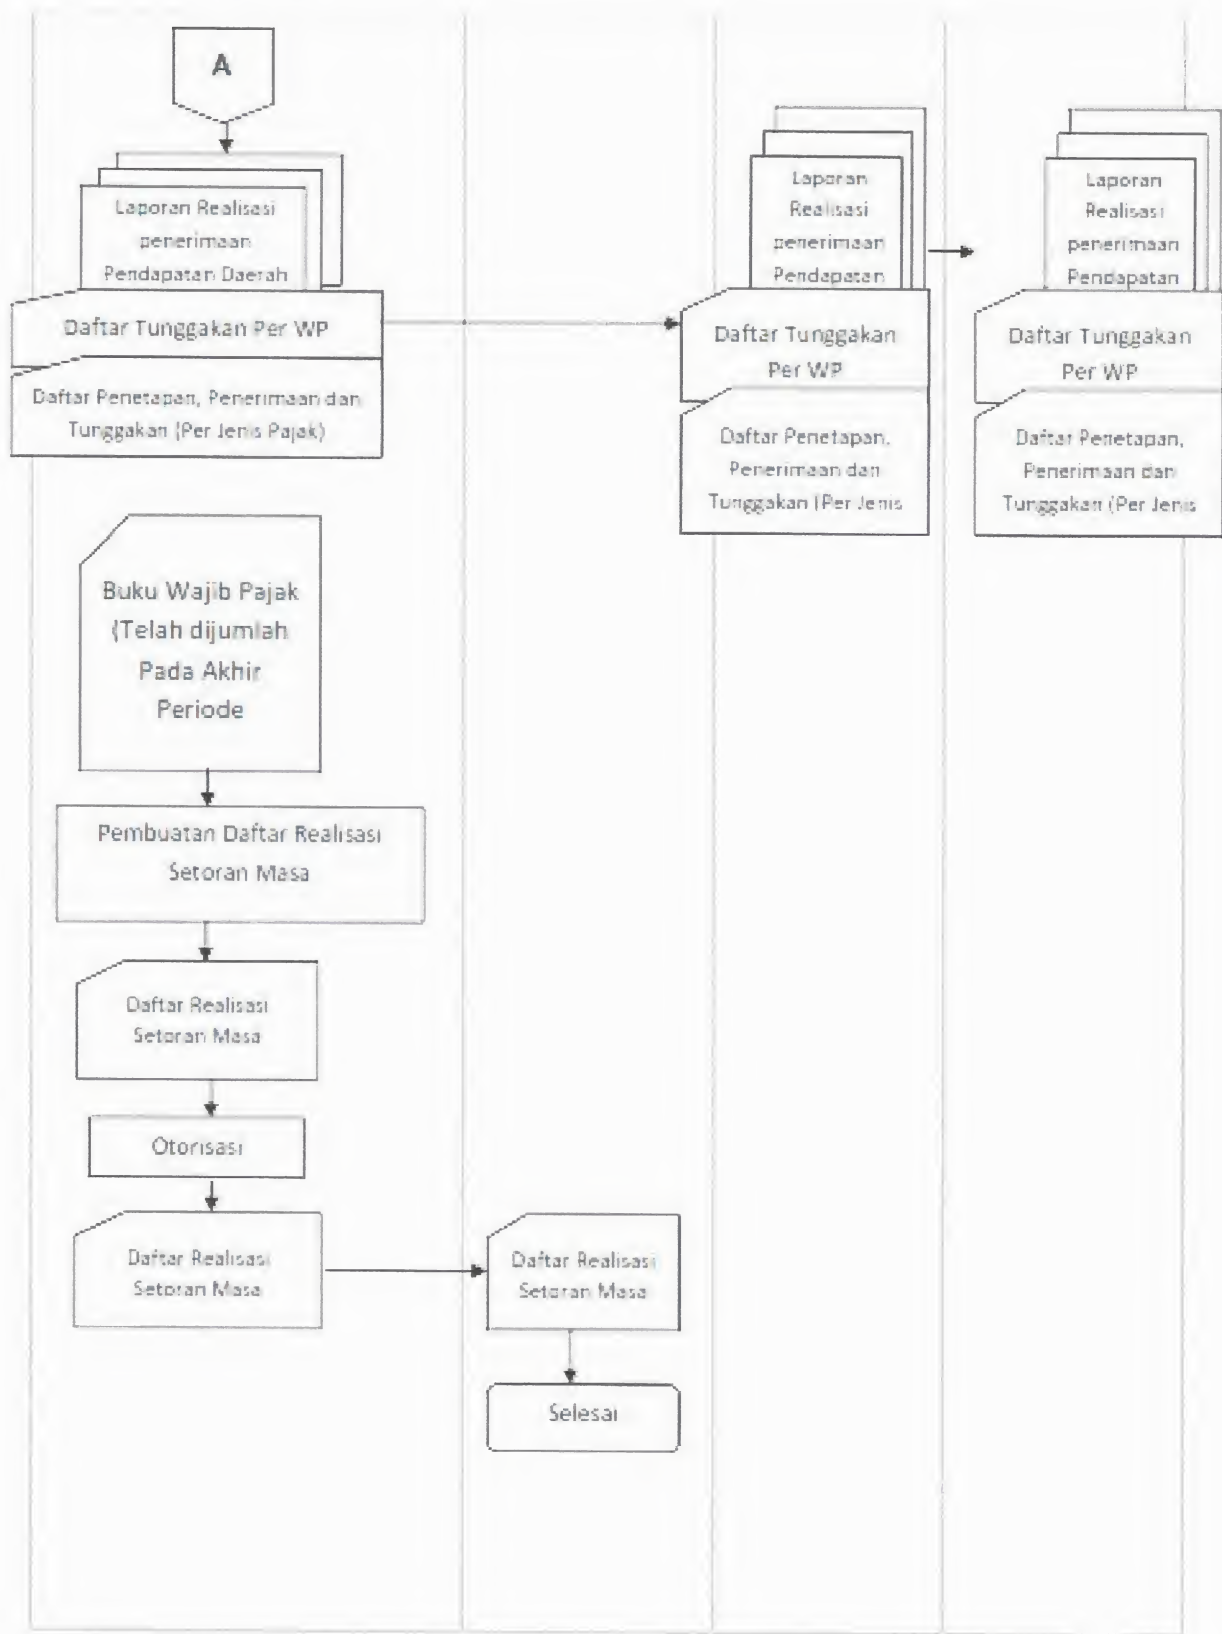 A
Laporan Realisasi
penerimaan
Pendapatan Daerah
Daftar Tunggakan Per WP
Daftar Penetapan, Penerimaan dan
Tunggakan (Per Jenis Pajak)
Laporan
Realisasi
penerimaan
Pendapatan
Daftar Tunggakan
Per WP
Daftar Penetapan,
Penerimaan dan
Tunggakan (Per Jenis
Laporan
Realisasi
penerimaan
Pendapatan
Daftar Tunggakan
Per WP
Daftar Penetapan,
Penerimaan dan
Tunggakan (Per Jenis
Buku Wajib Pajak
(Telah dijumlah
Pada Akhir
Periode
Pembuatan Daftar Realisasi
Setoran Masa
Daftar Realisasi
Setoran Masa
Otorisasi
Daftar Realisasi
Setoran Masa
Daftar Realisasi
Setoran Masa
Selesai